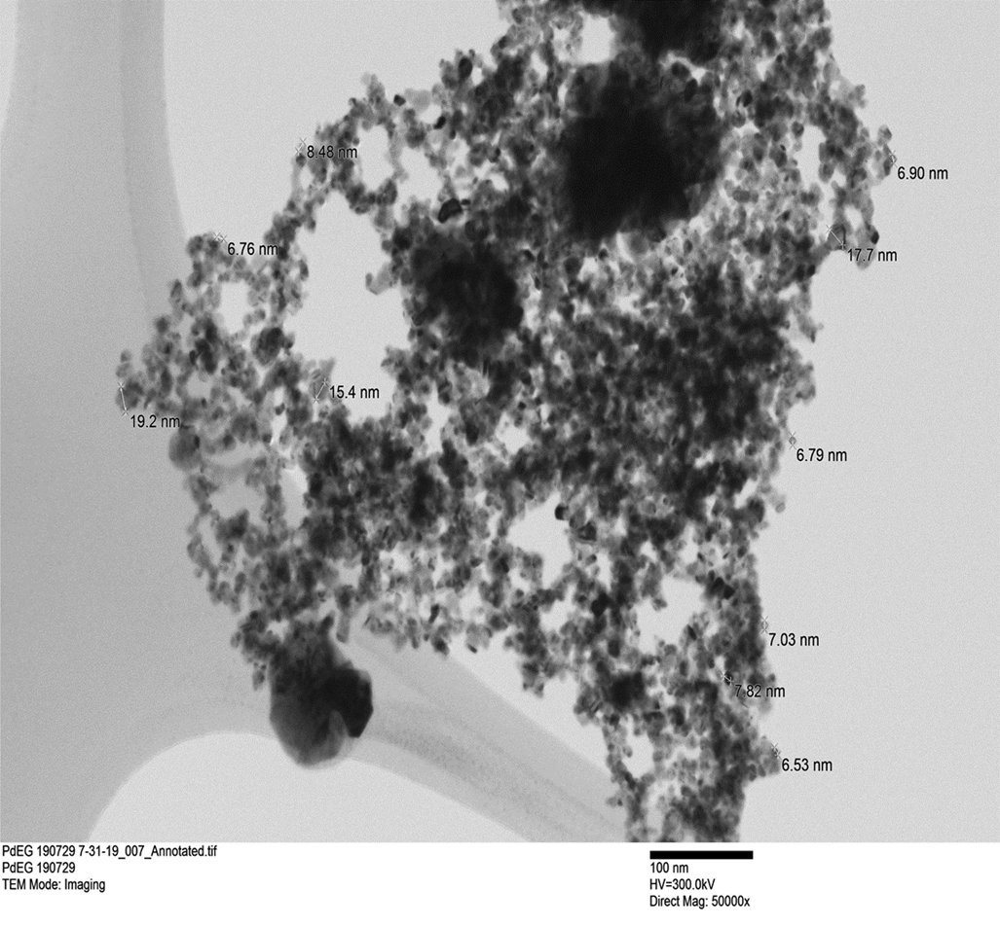 8.48 nm
6.90 nm
6.76 nm
17.7 nm
15.4 nm
19.2 nm
6.79 nm
7.03 nm
7.82 nm
6.53 nm
PdEG 190729 7-31-19_007_Annotated.tif
PdEG 190729
TEM Mode: Imaging
100 nm
HV=300.0kV
Direct Mag: 50000x